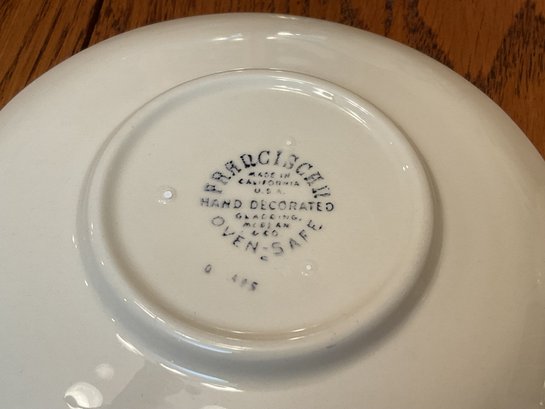 FRANCISCAN
MADE IN
CALIFORNIA
U.S.A.
HAND DECORATED
GLADDING,
McBEAN
& CO.
OVEN-SAFE